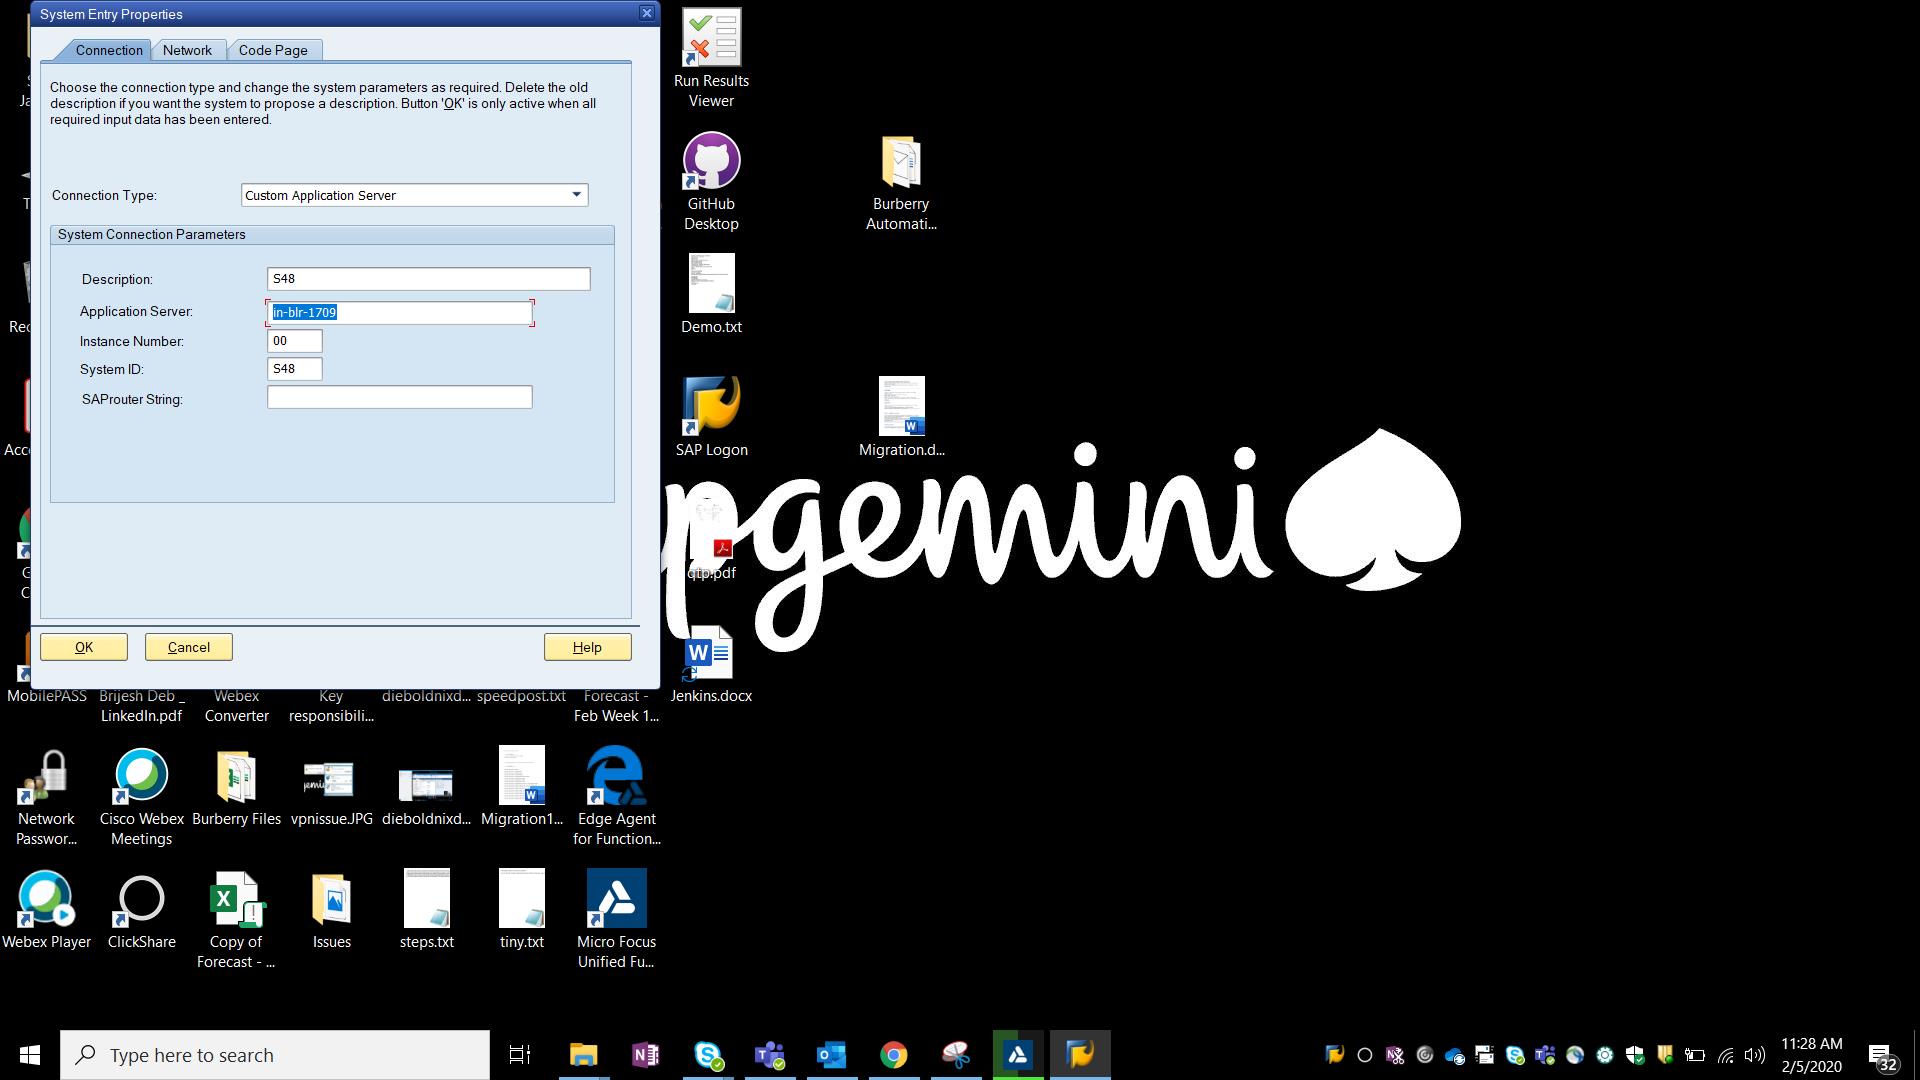 System Entry Properties
Connection
Network
Code Page
Choose the connection type and change the system parameters as required. Delete the old
description if you want the system to propose a description. Button 'OK' is only active when all
required input data has been entered.
Connection Type:
Custom Application Server
System Connection Parameters
Description:
S48
Application Server:
in-blr-1709
Instance Number:
00
System ID:
S48
SAProuter String:
OK
Cancel
Help
Run Results
Viewer
GitHub
Desktop
Burberry
Automati...
Demo.txt
SAP Logon
Migration.d...
pgemini
qtp.pdf
Jenkins.docx
MobilePASS
Brijesh Deb _
LinkedIn.pdf
Webex
Converter
Key
responsibili...
dieboldnixd...
speedpost.txt
Forecast -
Feb Week 1...
Network
Passwor...
Cisco Webex
Meetings
Burberry Files
vpnissue.JPG
dieboldnixd...
Migration1...
Edge Agent
for Function...
Webex Player
ClickShare
Copy of
Forecast - ...
Issues
steps.txt
tiny.txt
Micro Focus
Unified Fu...
Type here to search
11:28 AM
2/5/2020
32